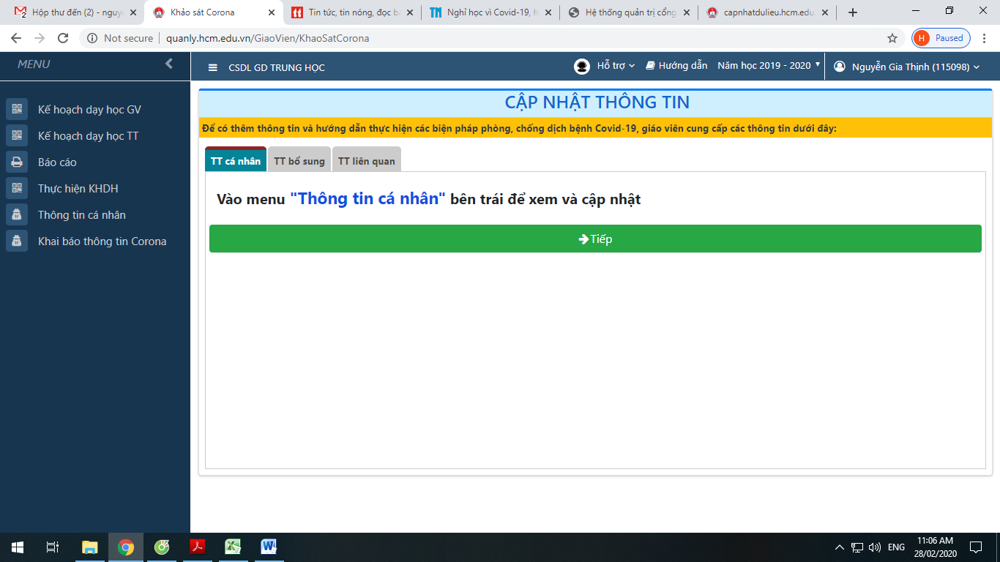 Hộp thư đến (2) - nguyễ
Khảo sát Corona
Tin tức, tin nóng, đọc bá
Nghỉ học vì Covid-19, h
Hệ thống quản trị cổng
capnhatdulieu.hcm.edu.
Not secure
quanly.hcm.edu.vn/GiaoVien/KhaoSatCorona
H Paused
MENU
CSDL GD TRUNG HỌC
Hỗ trợ
Hướng dẫn
Năm học 2019 - 2020
Nguyễn Gia Thịnh (115098)
Kế hoạch dạy học GV
Kế hoạch dạy học TT
Báo cáo
Thực hiện KHDH
Thông tin cá nhân
Khai báo thông tin Corona
CẬP NHẬT THÔNG TIN
Để có thêm thông tin và hướng dẫn thực hiện các biện pháp phòng, chống dịch bệnh Covid-19, giáo viên cung cấp các thông tin dưới đây:
TT cá nhân
TT bổ sung
TT liên quan
Vào menu "Thông tin cá nhân" bên trái để xem và cập nhật
Tiếp
ENG
11:06 AM
28/02/2020